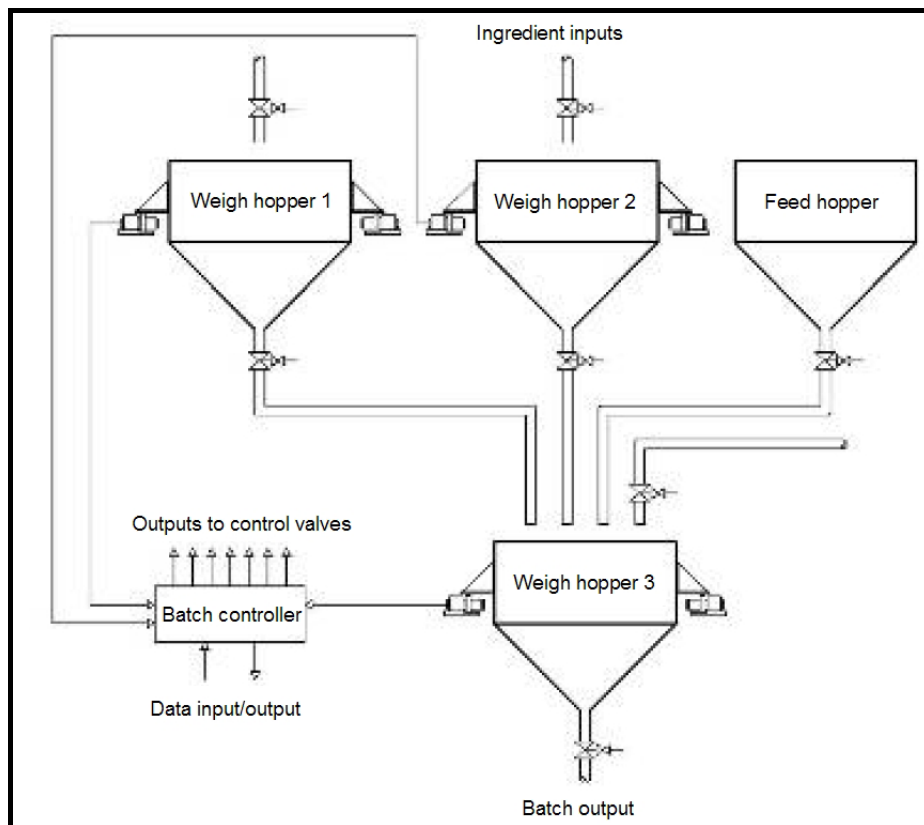 Ingredient inputs
Weigh hopper 1
Weigh hopper 2
Feed hopper
Outputs to control valves
Weigh hopper 3
Batch controller
Data input/output
Batch output